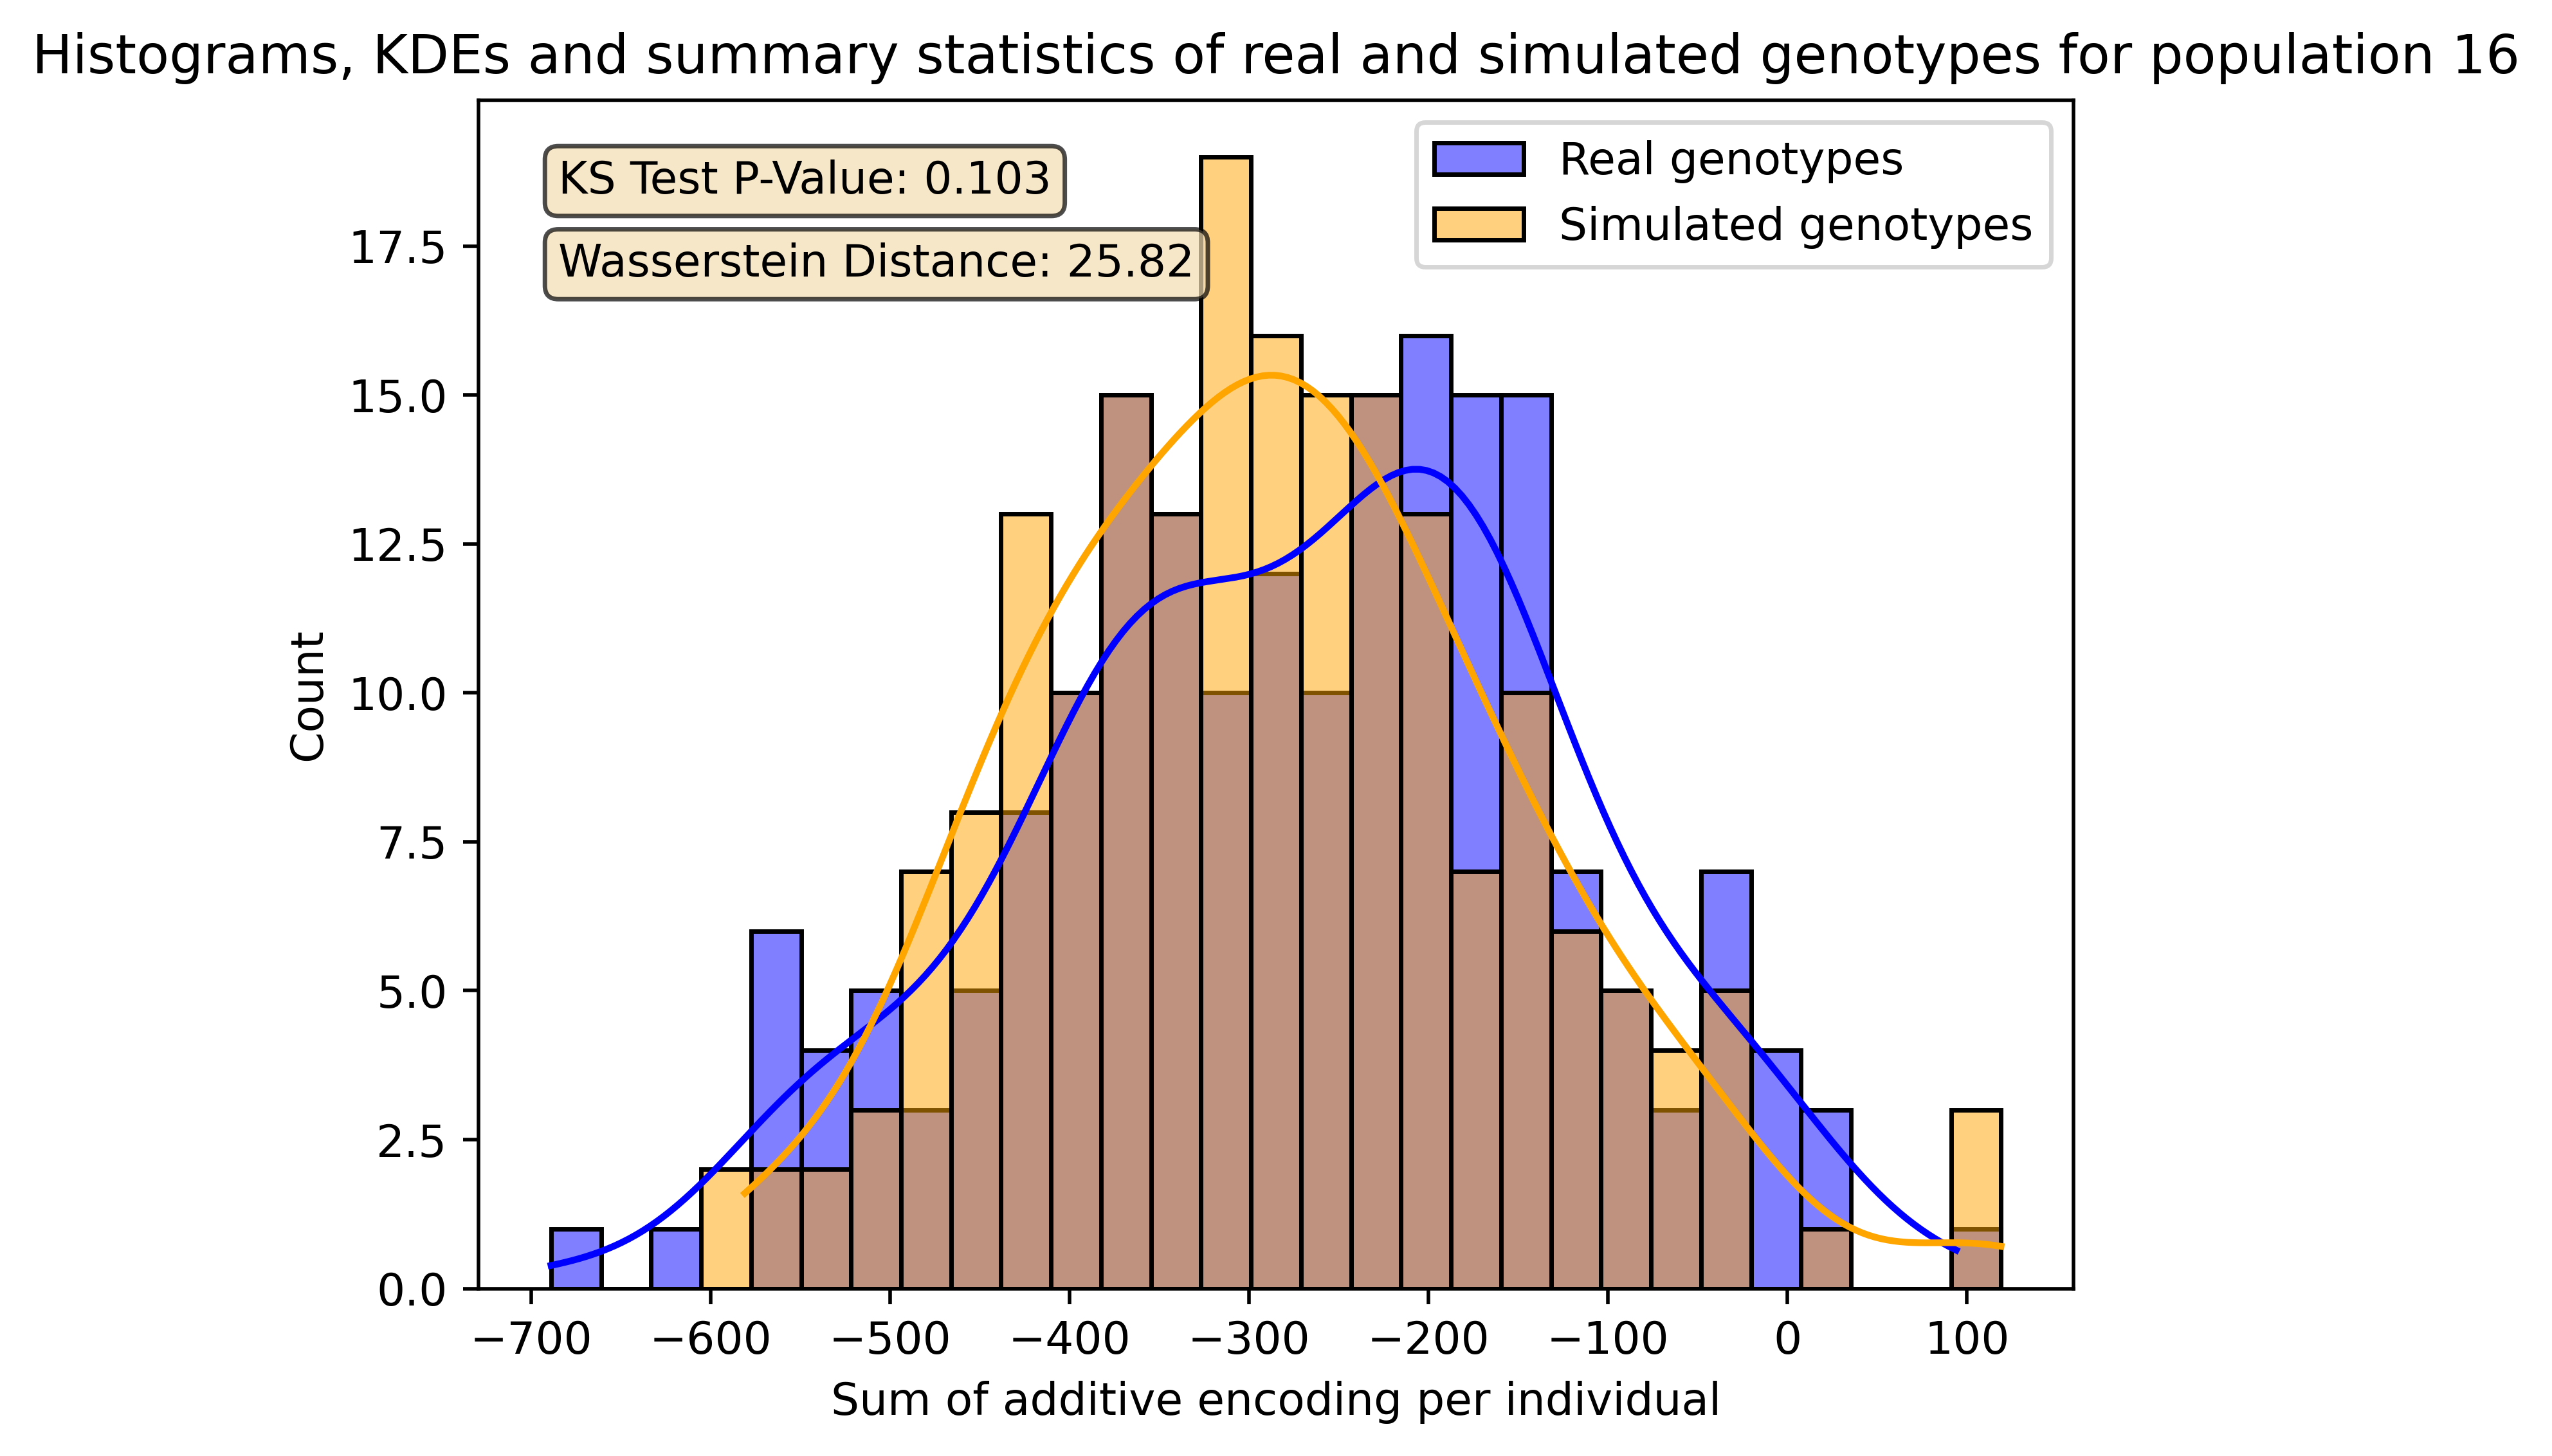 Histograms, KDEs and summary statistics of real and simulated genotypes for population 16
KS Test P-Value: 0.103
Wasserstein Distance: 25.82
Real genotypes
Simulated genotypes
17.5
15.0
12.5
10.0
7.5
5.0
2.5
0.0
Count
−700 −600 −500 −400 −300 −200 −100 0 100
Sum of additive encoding per individual